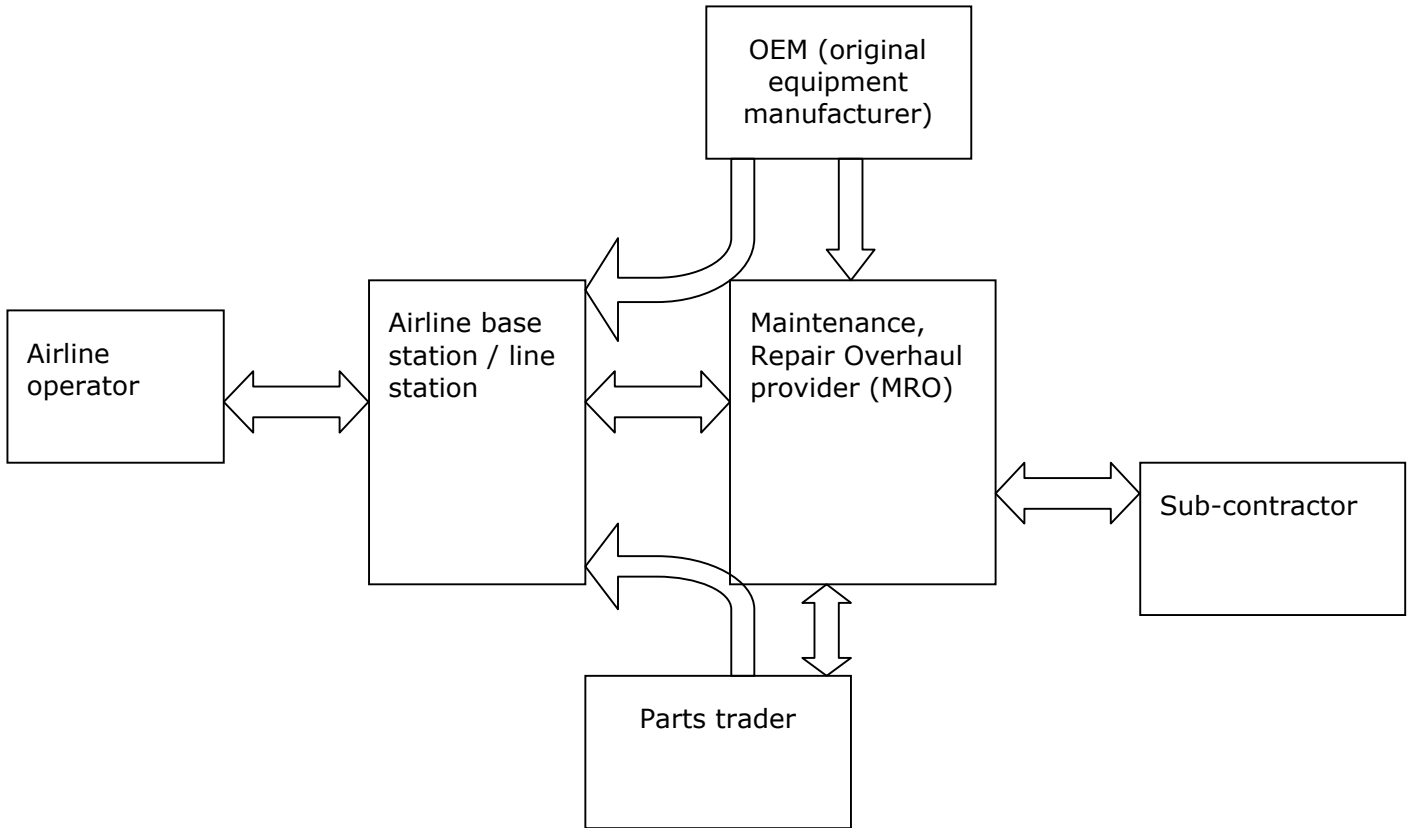 OEM (original
equipment
manufacturer)
Airline
operator
Airline base
station / line
station
Maintenance,
Repair Overhaul
provider (MRO)
Sub-contractor
Parts trader